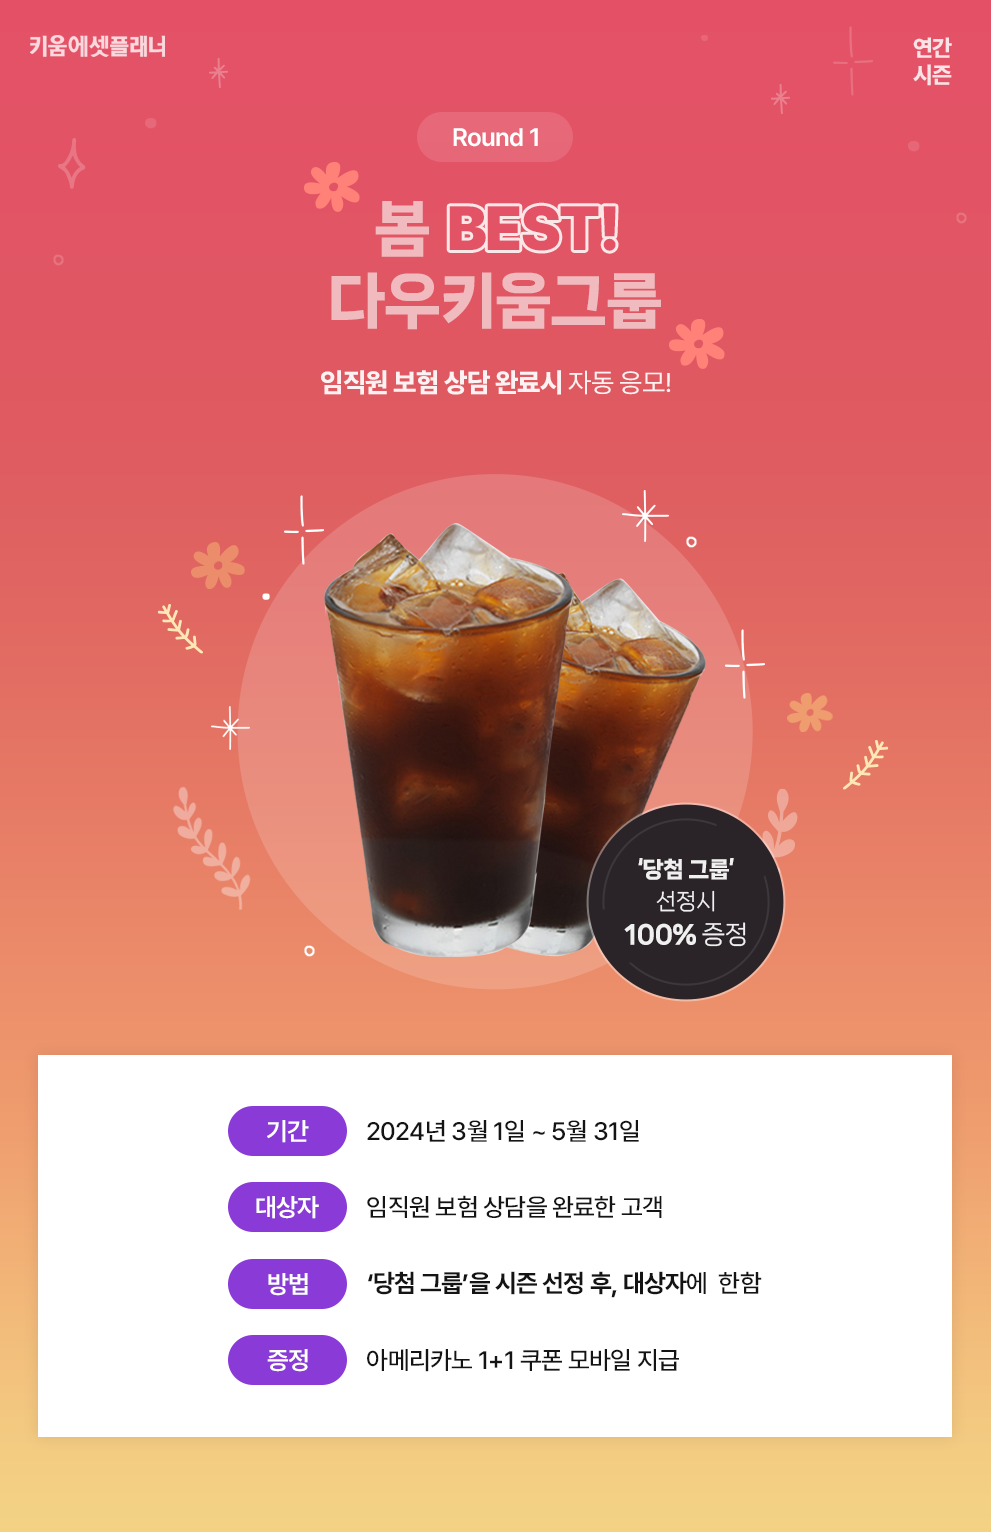 키움에셋플래너
연간
시즌
Round 1
봄 BEST!
다우키움그룹
임직원 보험 상담 완료시 자동 응모!
‘당첨 그룹’
선정시
100% 증정
기간 2024년 3월 1일 ~ 5월 31일
대상자 임직원 보험 상담을 완료한 고객
방법 ‘당첨 그룹’을 시즌 선정 후, 대상자에 한함
증정 아메리카노 1+1 쿠폰 모바일 지급